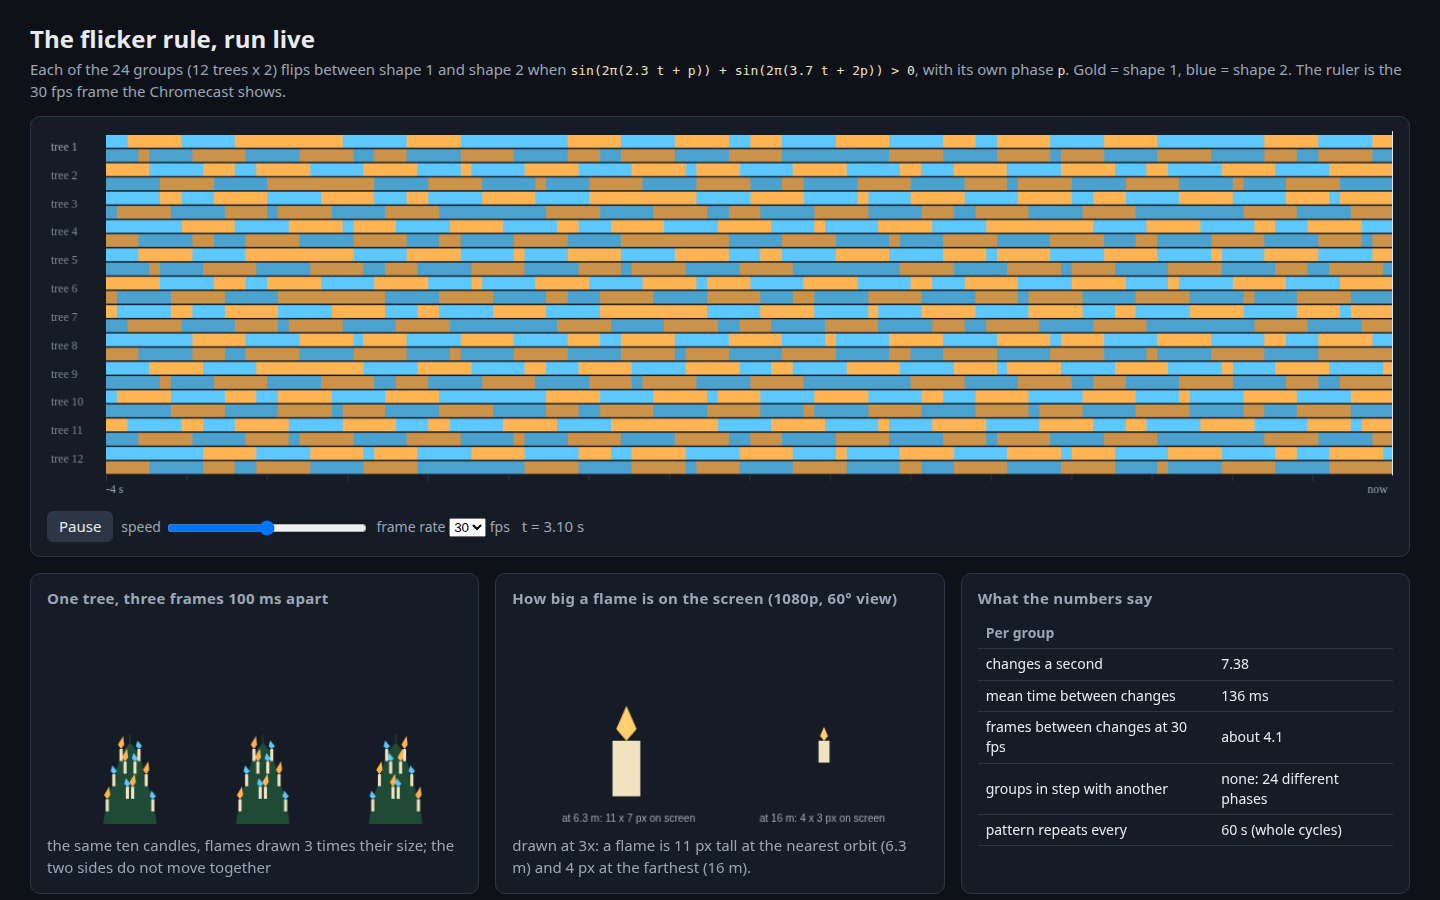 The flicker rule, run live
Each of the 24 groups (12 trees x 2) flips between shape 1 and shape 2 when sin(2π(2.3 t + p)) + sin(2π(3.7 t + 2p)) > 0, with its own phase p. Gold = shape 1, blue = shape 2. The ruler is the
30 fps frame the Chromecast shows.
tree 1
tree 2
tree 3
tree 4
tree 5
tree 6
tree 7
tree 8
tree 9
tree 10
tree 11
tree 12
-4 s
now
Pause speed frame rate 30 fps t = 3.10 s
One tree, three frames 100 ms apart
the same ten candles, flames drawn 3 times their size; the
two sides do not move together
How big a flame is on the screen (1080p, 60° view)
at 6.3 m: 11 x 7 px on screen
at 16 m: 4 x 3 px on screen
drawn at 3x: a flame is 11 px tall at the nearest orbit (6.3
m) and 4 px at the farthest (16 m).
What the numbers say
Per group
changes a second 7.38
mean time between changes 136 ms
frames between changes at 30
fps
about 4.1
groups in step with another
none: 24 different
phases
pattern repeats every 60 s (whole cycles)